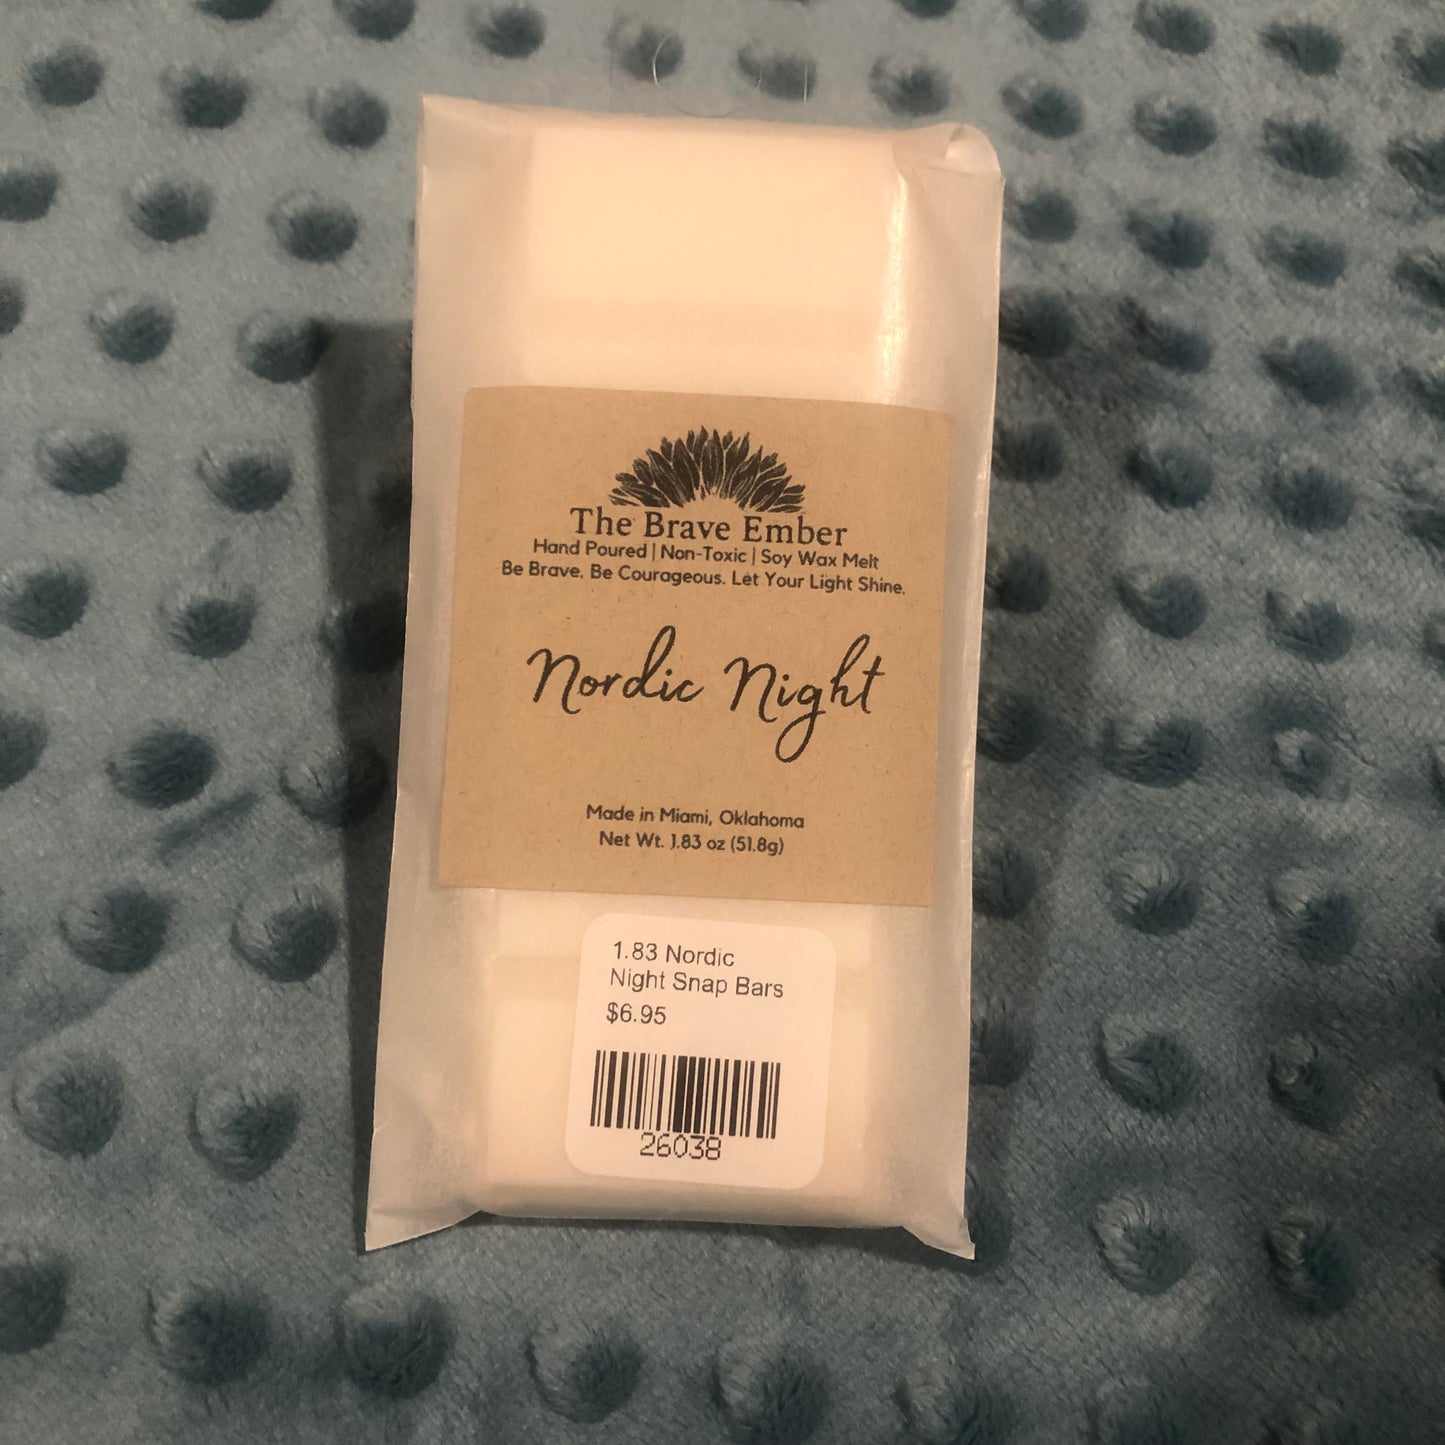 The Brave Ember
Hand Poured | Non-Toxic | Soy Wax Melt
Be Brave. Be Courageous. Let Your Light Shine.
Nordic Night
Made in Miami, Oklahoma
Net Wt. 1.83 oz (51.8g)
1.83 Nordic
Night Snap Bars
$6.95
26038